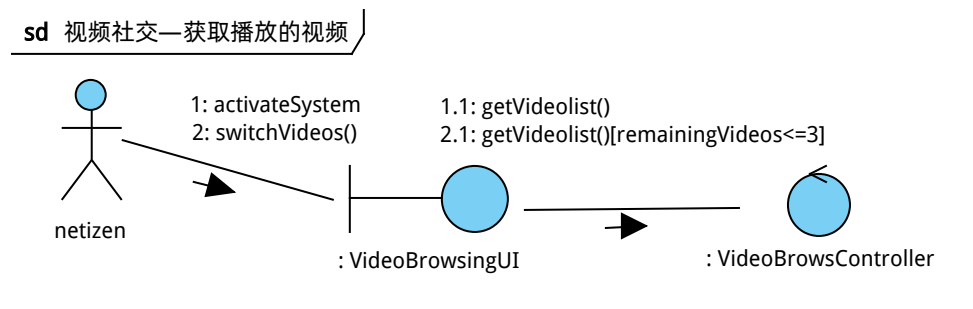 sd 视频社交—获取播放的视频
1: activateSystem
2: switchVideos()
1.1: getVideolist()
2.1: getVideolist()[remainingVideos<=3]
netizen
: VideoBrowsingUI
: VideoBrowsController